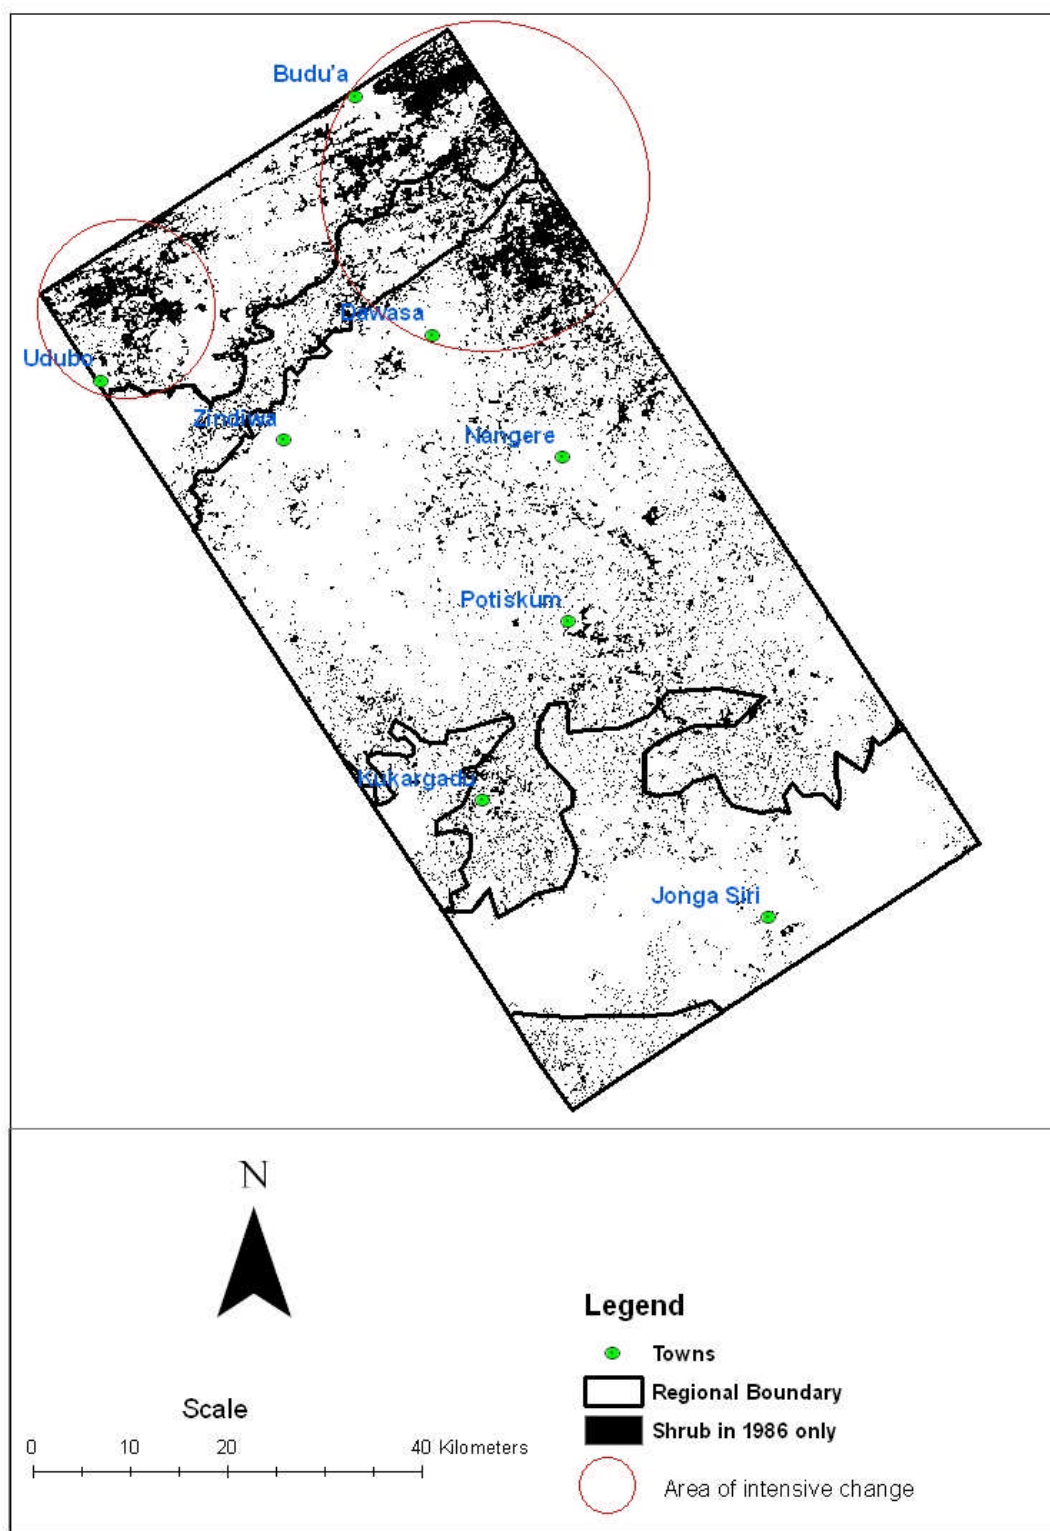 Budu'a
Dawasa
Udubo
Zindiwa
Nangere
Potiskum
Kukargadu
Jonga Siri
N
Scale
0 10 20 40 Kilometers
Legend
Towns
Regional Boundary
Shrub in 1986 only
Area of intensive change